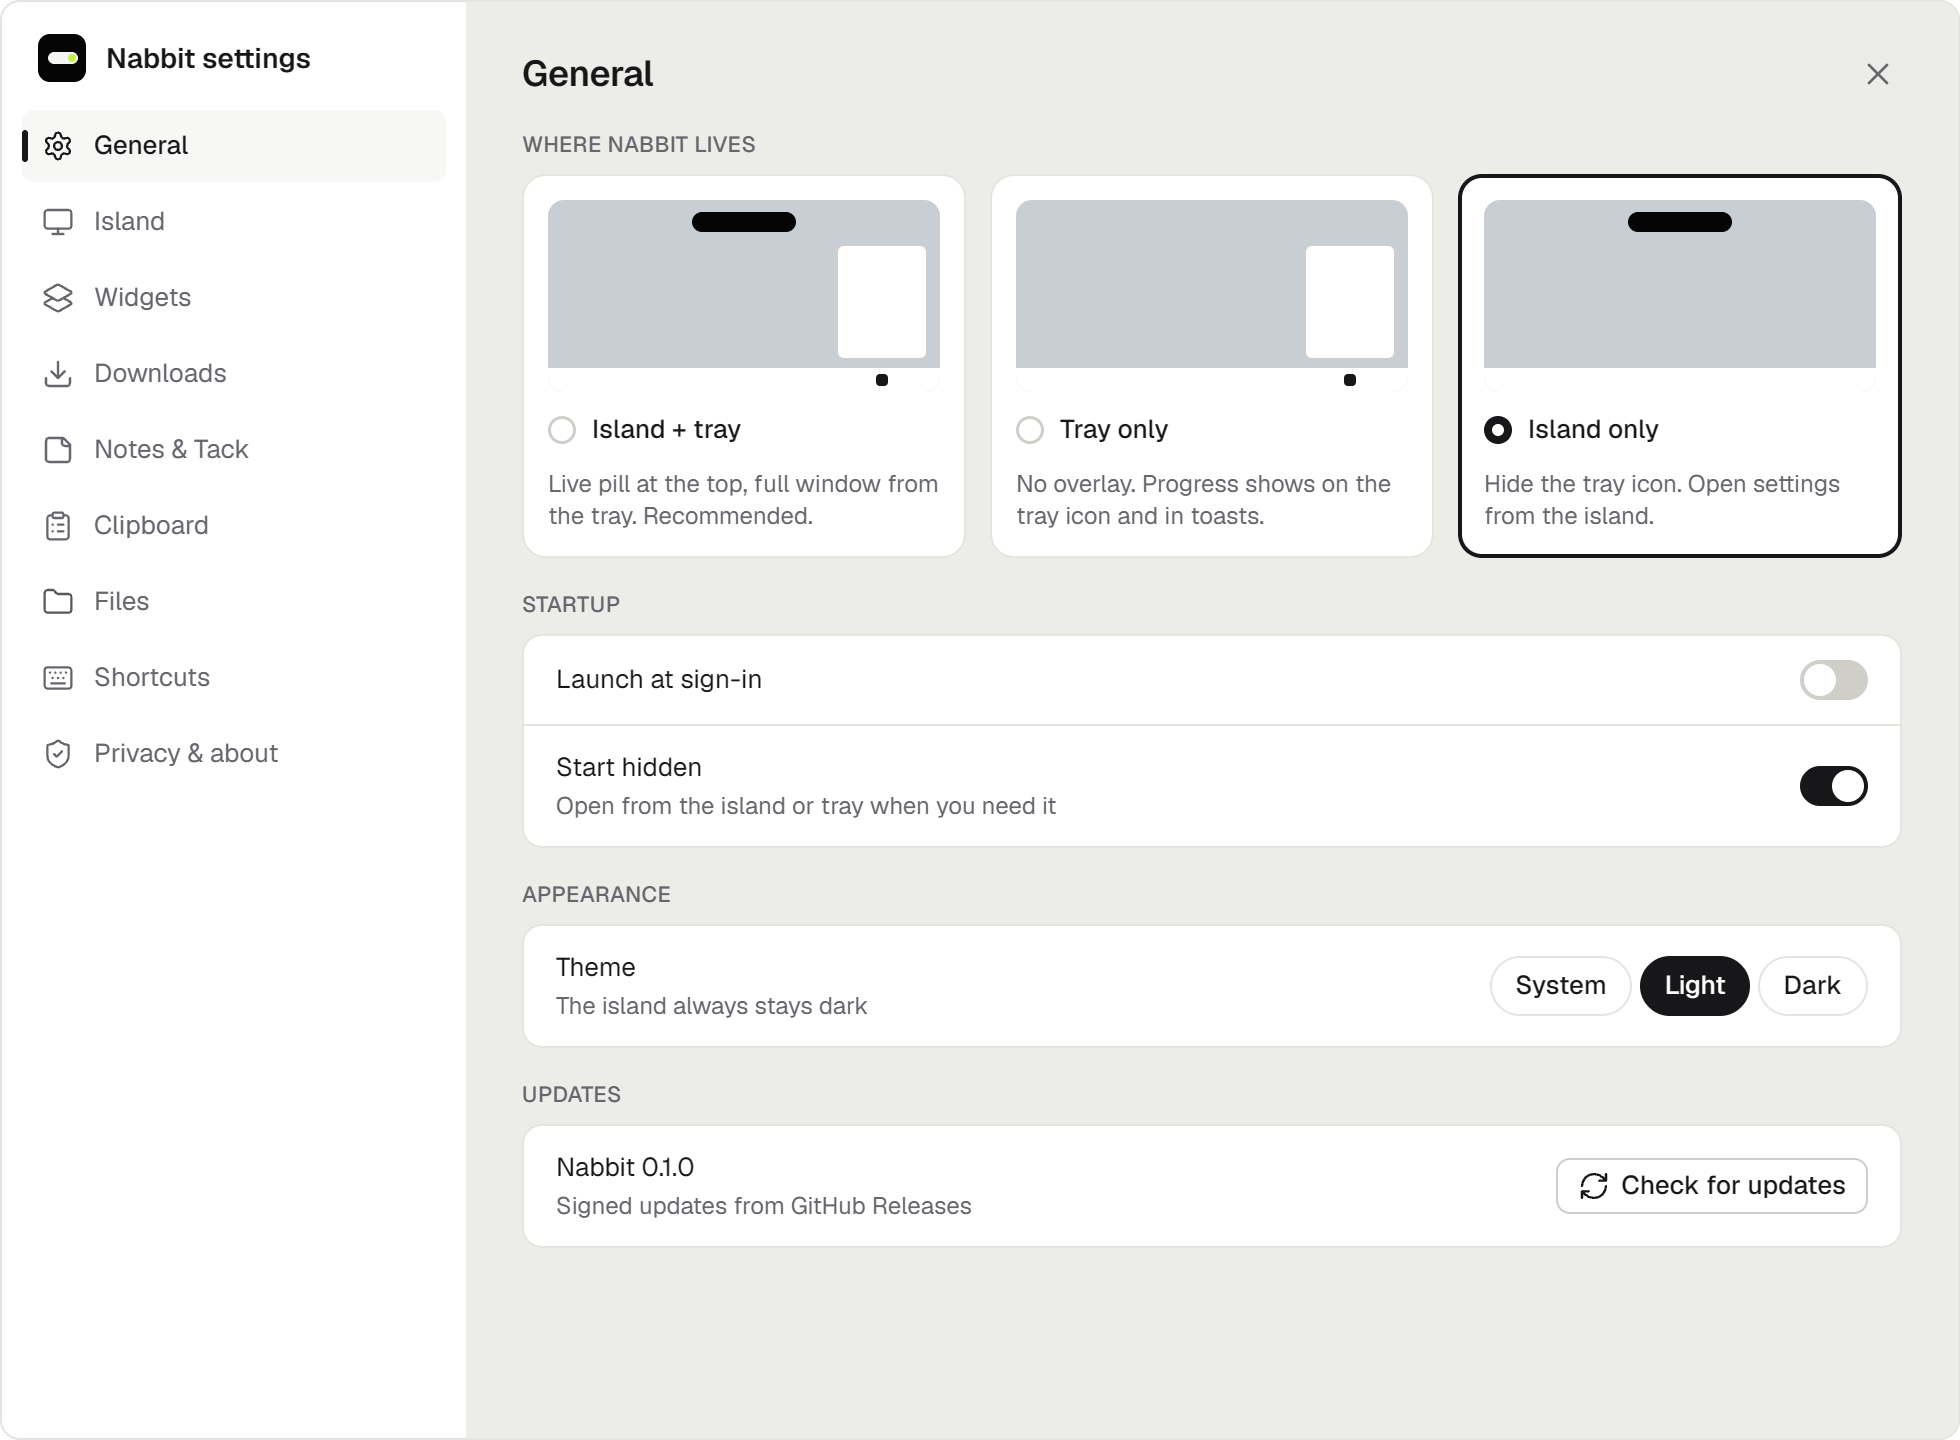 Nabbit settings
General
Island
Widgets
Downloads
Notes & Tack
Clipboard
Files
Shortcuts
Privacy & about
General
WHERE NABBIT LIVES
Island + tray
Live pill at the top, full window from
the tray. Recommended.
Tray only
No overlay. Progress shows on the
tray icon and in toasts.
Island only
Hide the tray icon. Open settings
from the island.
STARTUP
Launch at sign-in
Start hidden
Open from the island or tray when you need it
APPEARANCE
Theme
The island always stays dark
System
Light
Dark
UPDATES
Nabbit 0.1.0
Signed updates from GitHub Releases
Check for updates